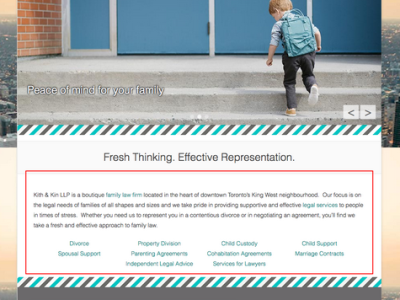 Peace of mind for your family
< >
Fresh Thinking. Effective Representation.
Kith & Kin LLP is a boutique family law firm located in the heart of downtown Toronto's King West neighbourhood. Our focus is on
the legal needs of families of all shapes and sizes and we take pride in providing supportive and effective legal services to people
in times of stress. Whether you need us to represent you in a contentious divorce or in negotiating an agreement, you'll find we
take a fresh and effective approach to family law.
Divorce Property Division Child Custody Child Support
Spousal Support Parenting Agreements Cohabitation Agreements Marriage Contracts
Independent Legal Advice Services for Lawyers